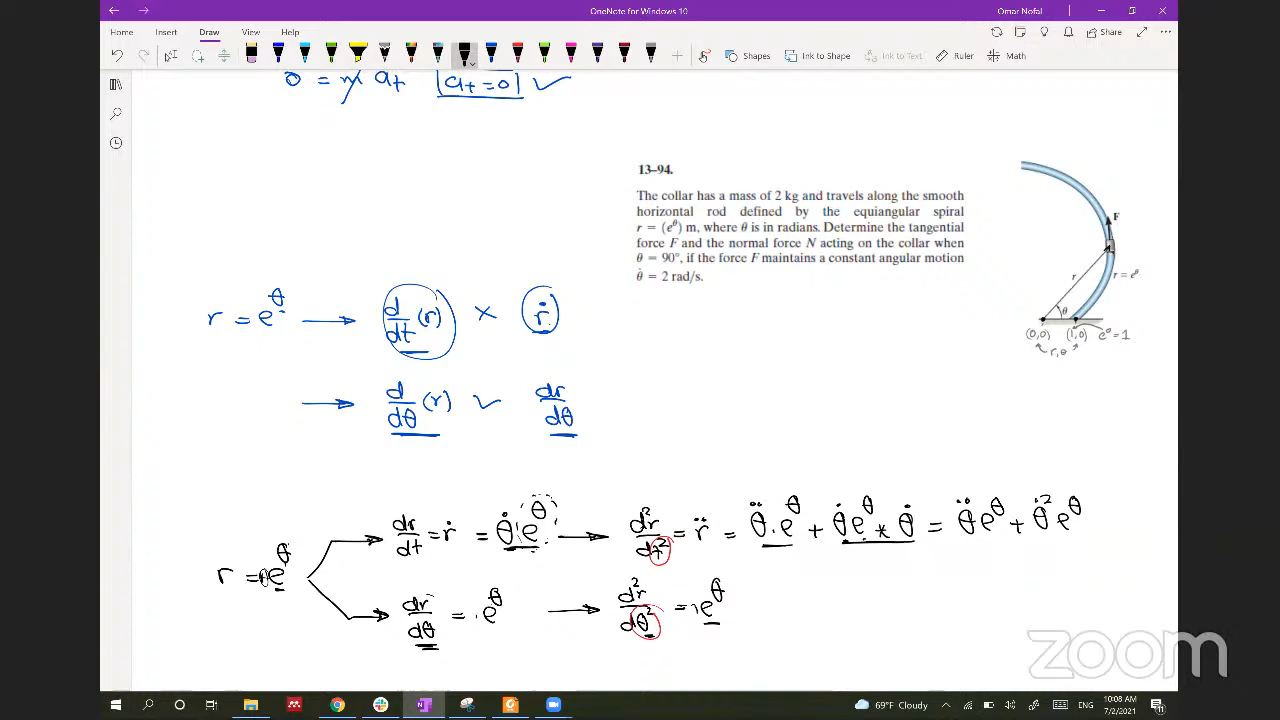 OneNote for Windows 10
Omar Nofal
Home Insert Draw View Help
Share
Shapes Ink to Shape Ink to Text Ruler Math
0 = m a_t [a_t = 0] ✓
13–94.
The collar has a mass of 2 kg and travels along the smooth
horizontal rod defined by the equiangular spiral
r = (e^θ) m, where θ is in radians. Determine the tangential
force F and the normal force N acting on the collar when
θ = 90°, if the force F maintains a constant angular motion
θ̇ = 2 rad/s.
F
r
r = e^θ
θ
(0,0) (1,0) e^0 = 1
r,θ
r = e^θ → d/dt (r) × ṙ
→ d/dθ (r) ✓ dr/dθ
dr/dt = ṙ = θ̇ e^θ → d²r/dt² = r̈ = θ̈ · e^θ + θ̇ e^θ * θ̇ = θ̈ e^θ + θ̇² e^θ
r = e^θ
dr/dθ = e^θ → d²r/dθ² = e^θ
zoom
69°F Cloudy
ENG
10:08 AM
7/2/2021